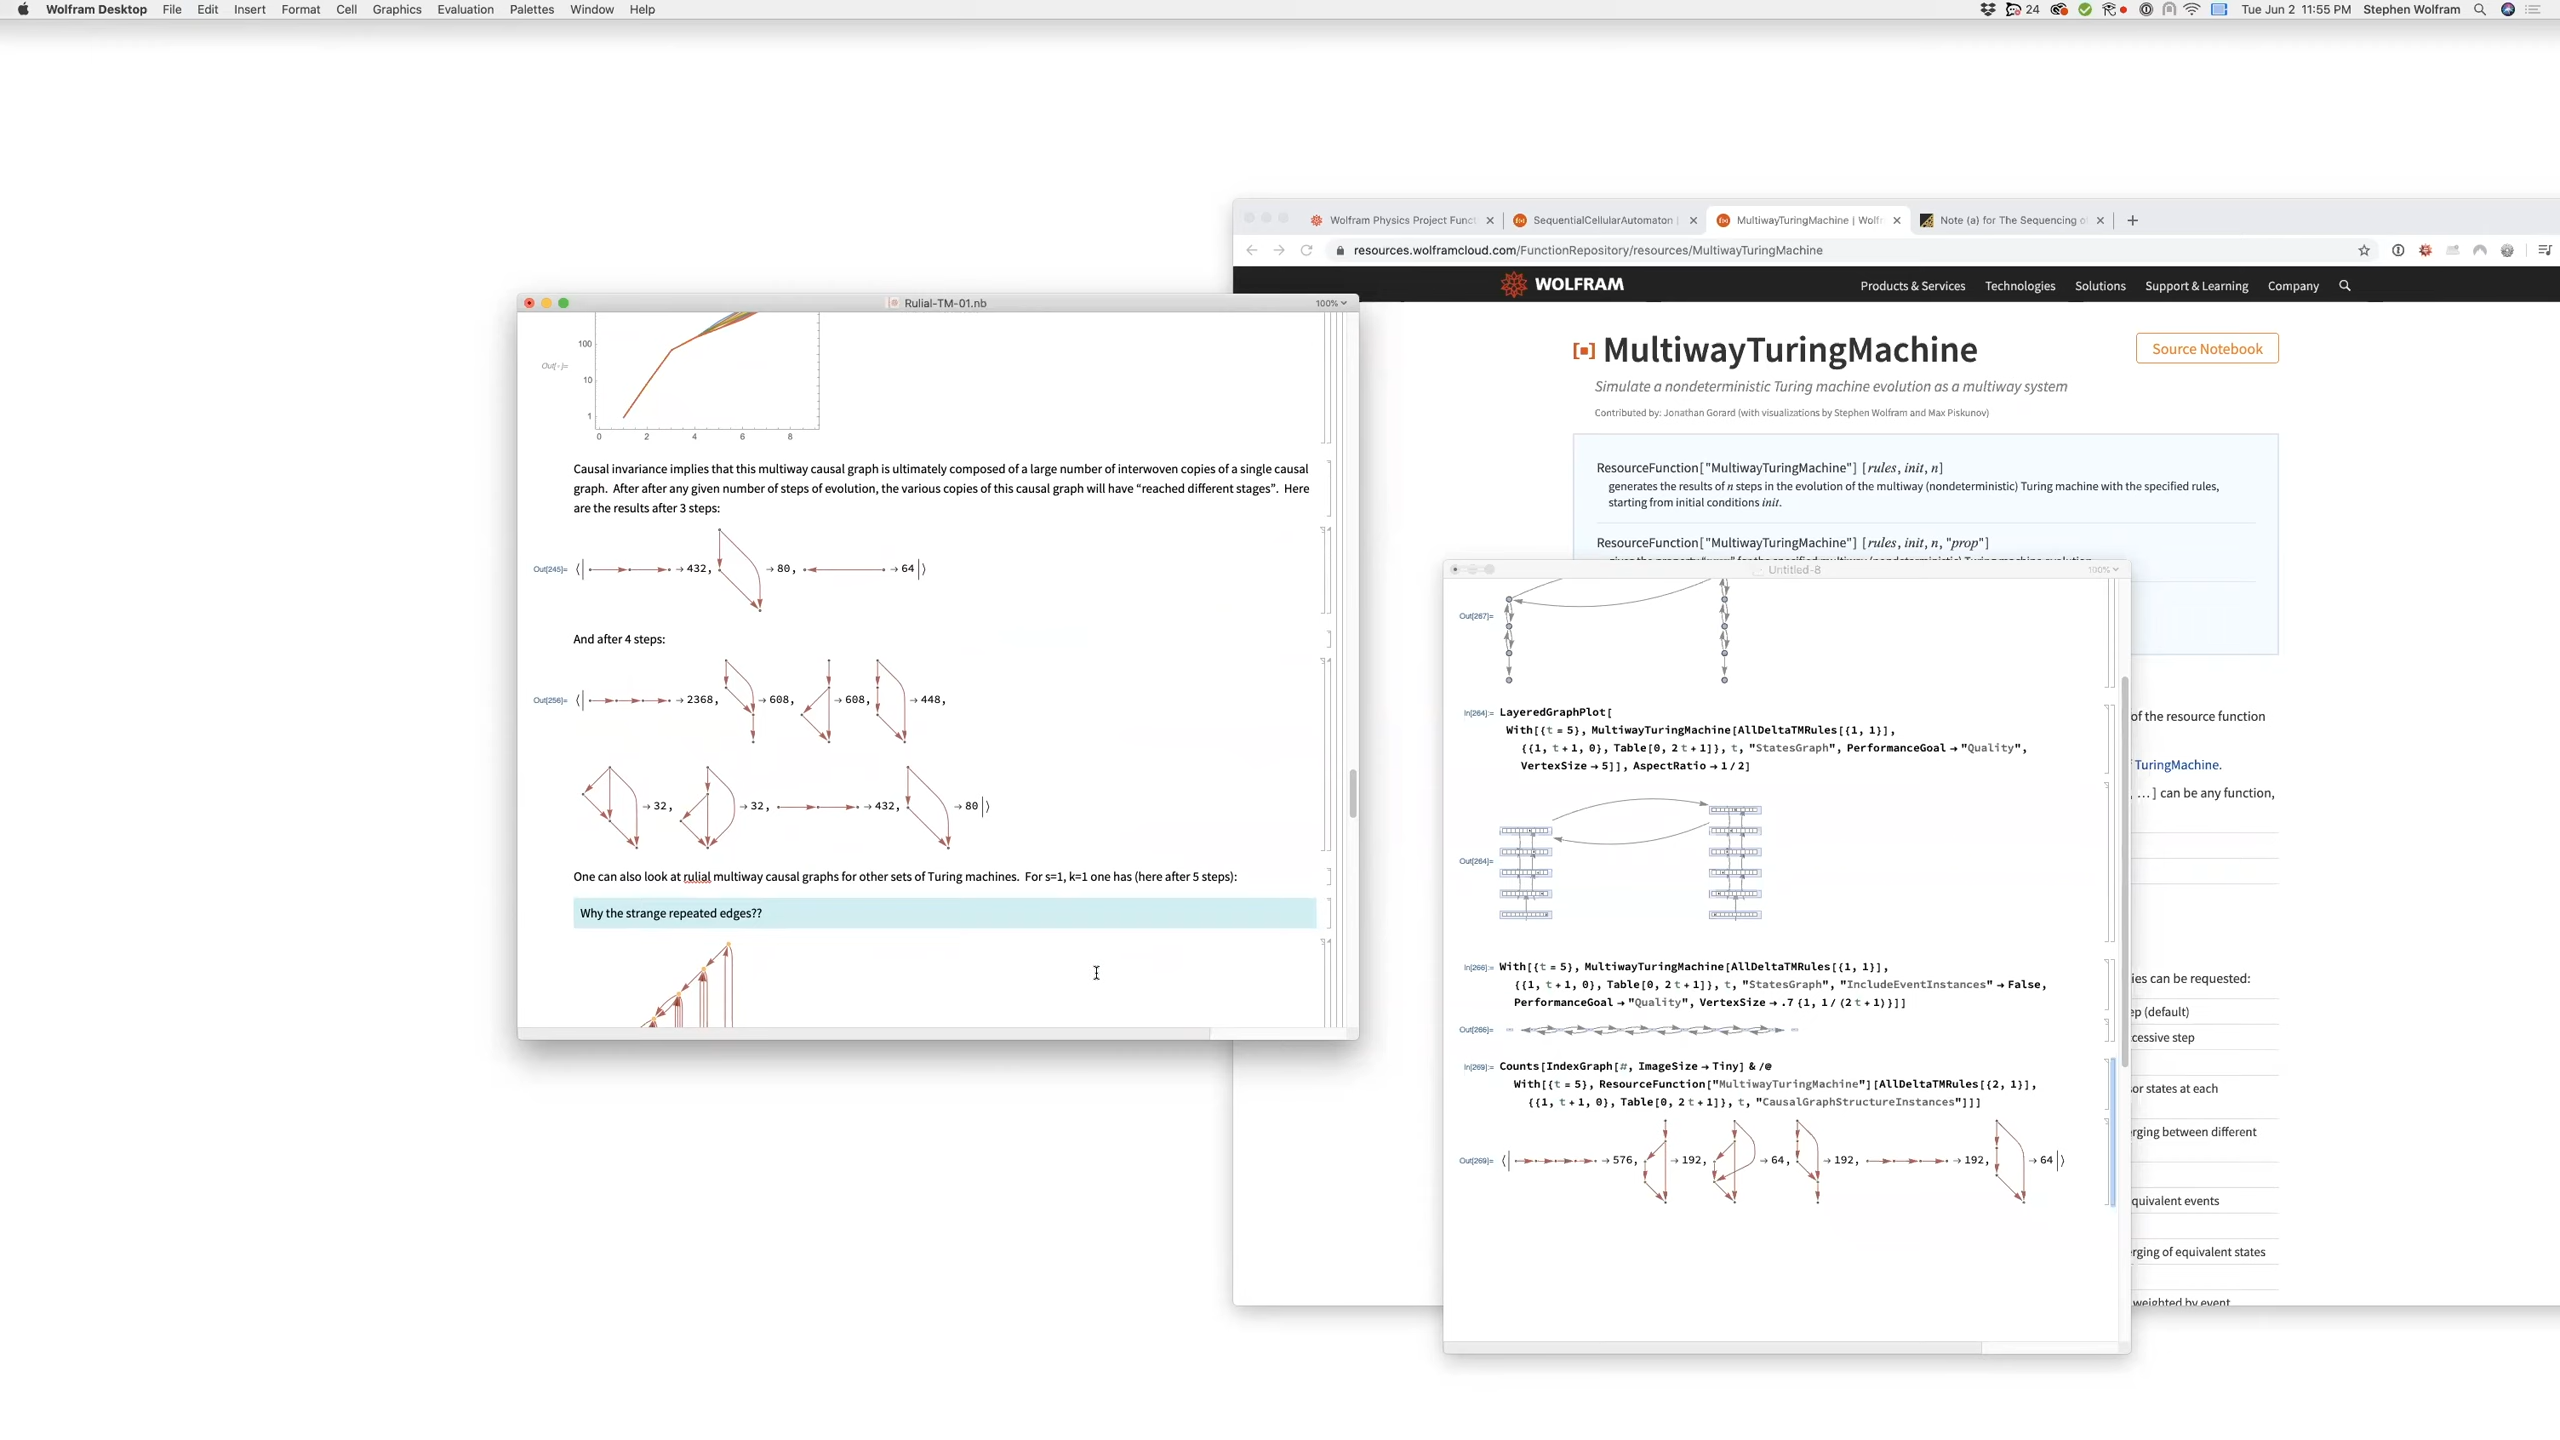 Wolfram Desktop File Edit Insert Format Cell Graphics Evaluation Palettes Window Help
24 Tue Jun 2 11:55 PM Stephen Wolfram
Wolfram Physics Project Funct
SequentialCellularAutomaton |
MultiwayTuringMachine | Wolfr
Note (a) for The Sequencing o
resources.wolframcloud.com/FunctionRepository/resources/MultiwayTuringMachine
WOLFRAM
Products & Services Technologies Solutions Support & Learning Company
MultiwayTuringMachine
Source Notebook
Simulate a nondeterministic Turing machine evolution as a multiway system
Contributed by: Jonathan Gorard (with visualizations by Stephen Wolfram and Max Piskunov)
ResourceFunction["MultiwayTuringMachine"] [rules, init, n]
generates the results of n steps in the evolution of the multiway (nondeterministic) Turing machine with the specified rules,
starting from initial conditions init.
ResourceFunction["MultiwayTuringMachine"] [rules, init, n, "prop"]
of the resource function
TuringMachine.
, …] can be any function,
ies can be requested:
ep (default)
cessive step
or states at each
rging between different
quivalent events
rging of equivalent states
weighted by event
Rulial-TM-01.nb
100%
100
Out[•]=
10
1
0 2 4 6 8
Causal invariance implies that this multiway causal graph is ultimately composed of a large number of interwoven copies of a single causal
graph. After after any given number of steps of evolution, the various copies of this causal graph will have “reached different stages”. Here
are the results after 3 steps:
Out[245]= ⟨| → 432, → 80, → 64 |⟩
And after 4 steps:
Out[256]= ⟨| → 2368, → 608, → 608, → 448,
→ 32, → 32, → 432, → 80 |⟩
One can also look at rulial multiway causal graphs for other sets of Turing machines. For s=1, k=1 one has (here after 5 steps):
Why the strange repeated edges??
Untitled-8
100%
Out[267]=
In[264]:= LayeredGraphPlot[
With[{t = 5}, MultiwayTuringMachine[AllDeltaTMRules[{1, 1}],
{{1, t + 1, 0}, Table[0, 2 t + 1]}, t, "StatesGraph", PerformanceGoal → "Quality",
VertexSize → 5]], AspectRatio → 1 / 2]
Out[264]=
In[266]:= With[{t = 5}, MultiwayTuringMachine[AllDeltaTMRules[{1, 1}],
{{1, t + 1, 0}, Table[0, 2 t + 1]}, t, "StatesGraph", "IncludeEventInstances" → False,
PerformanceGoal → "Quality", VertexSize → .7 {1, 1 / (2 t + 1)}]]
Out[266]=
In[269]:= Counts[IndexGraph[#, ImageSize → Tiny] & /@
With[{t = 5}, ResourceFunction["MultiwayTuringMachine"][AllDeltaTMRules[{2, 1}],
{{1, t + 1, 0}, Table[0, 2 t + 1]}, t, "CausalGraphStructureInstances"]]]
Out[269]= ⟨| → 576, → 192, → 64, → 192, → 192, → 64 |⟩